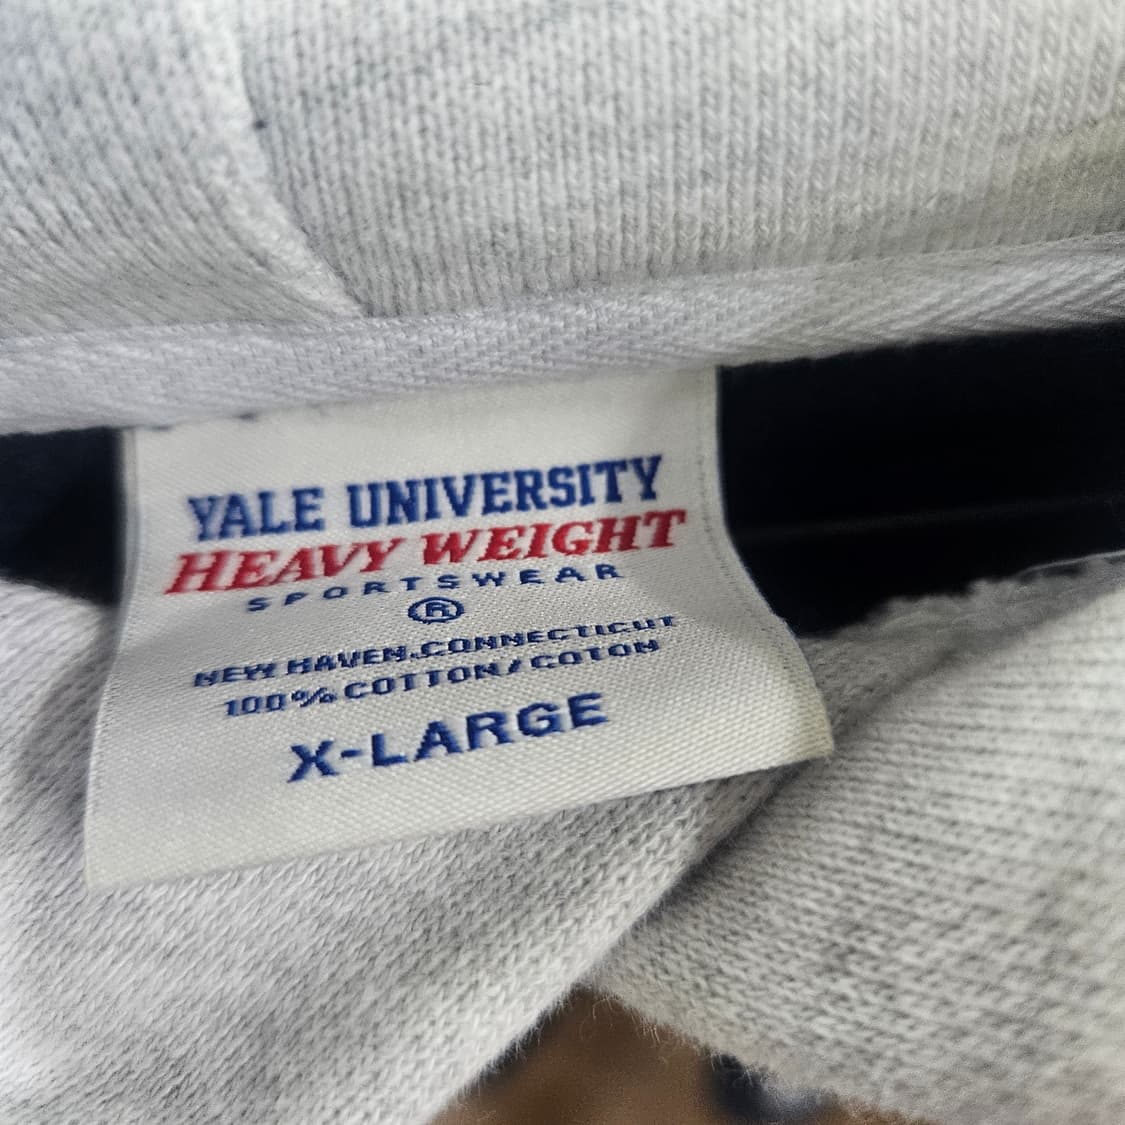 YALE UNIVERSITY
HEAVY WEIGHT
SPORTSWEAR
®
NEW HAVEN.CONNECTICUT
100% COTTON/COTON
X-LARGE